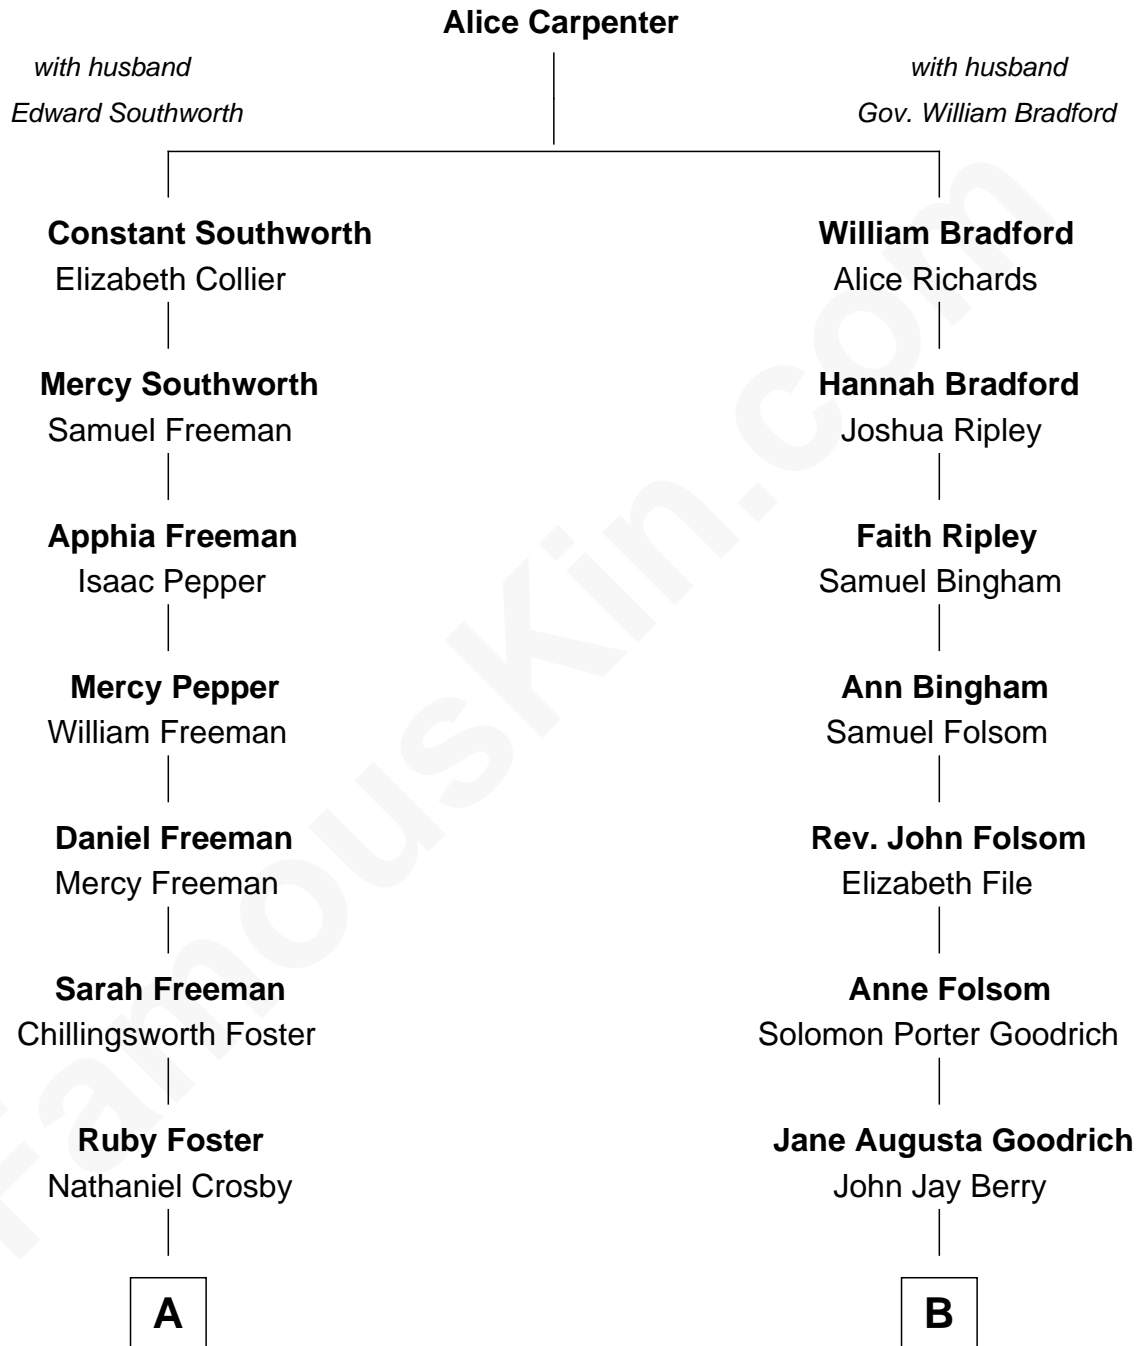 Alice Carpenter
with husband
Edward Southworth
with husband
Gov. William Bradford
Constant Southworth
Elizabeth Collier
William Bradford
Alice Richards
Mercy Southworth
Samuel Freeman
Hannah Bradford
Joshua Ripley
Apphia Freeman
Isaac Pepper
Faith Ripley
Samuel Bingham
Mercy Pepper
William Freeman
Ann Bingham
Samuel Folsom
Daniel Freeman
Mercy Freeman
Rev. John Folsom
Elizabeth File
Sarah Freeman
Chillingsworth Foster
Anne Folsom
Solomon Porter Goodrich
Ruby Foster
Nathaniel Crosby
Jane Augusta Goodrich
John Jay Berry
A
B
FamousKin.com